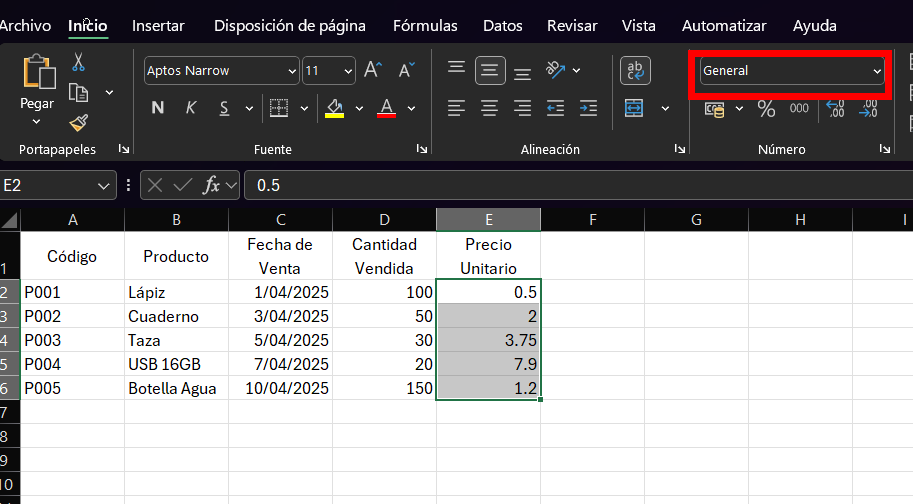 Archivo Inicio Insertar Disposición de página Fórmulas Datos Revisar Vista Automatizar Ayuda
Pegar
Aptos Narrow 11 A A
N K S A
ab
General
% 000 ,00
Portapapeles Fuente Alineación Número
E2 fx 0.5
A B C D E F G H I
1 Código Producto Fecha de Venta Cantidad Vendida Precio Unitario
2 P001 Lápiz 1/04/2025 100 0.5
3 P002 Cuaderno 3/04/2025 50 2
4 P003 Taza 5/04/2025 30 3.75
5 P004 USB 16GB 7/04/2025 20 7.9
6 P005 Botella Agua 10/04/2025 150 1.2
7
8
9
10